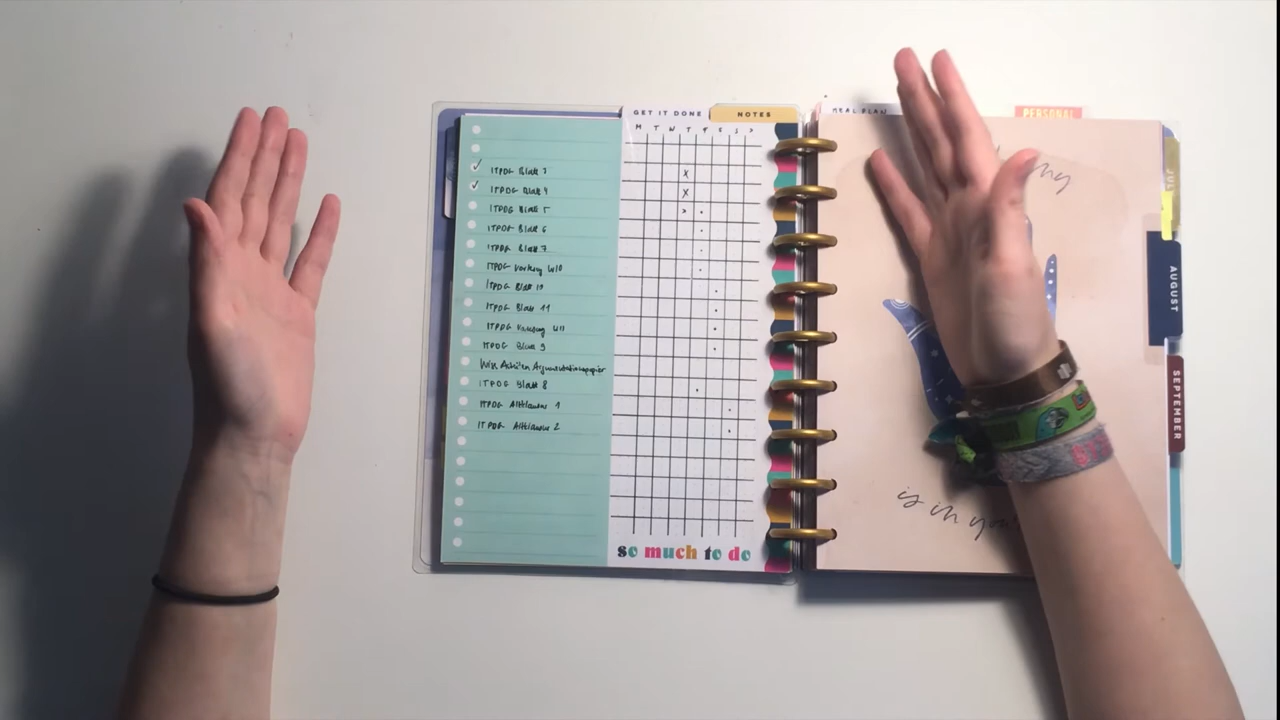 GET IT DONE
NOTES
MEAL PLAN
PERSONAL
M T W T F S S >
ITPDG Blatt 3
ITPDG Blatt 4
ITPDG Blatt 5
ITPDG Blatt 6
ITPDG Blatt 7
ITPDG Vorlesung W10
ITPDG Blatt 10
ITPDG Blatt 11
ITPDG Vorlesung W11
ITPDG Blatt 9
Wiss Arbeiten Argumentationspapier
ITPDG Blatt 8
ITPDG Altklausur 1
ITPDG Altklausur 2
so much to do
is in you
JULY
AUGUST
SEPTEMBER